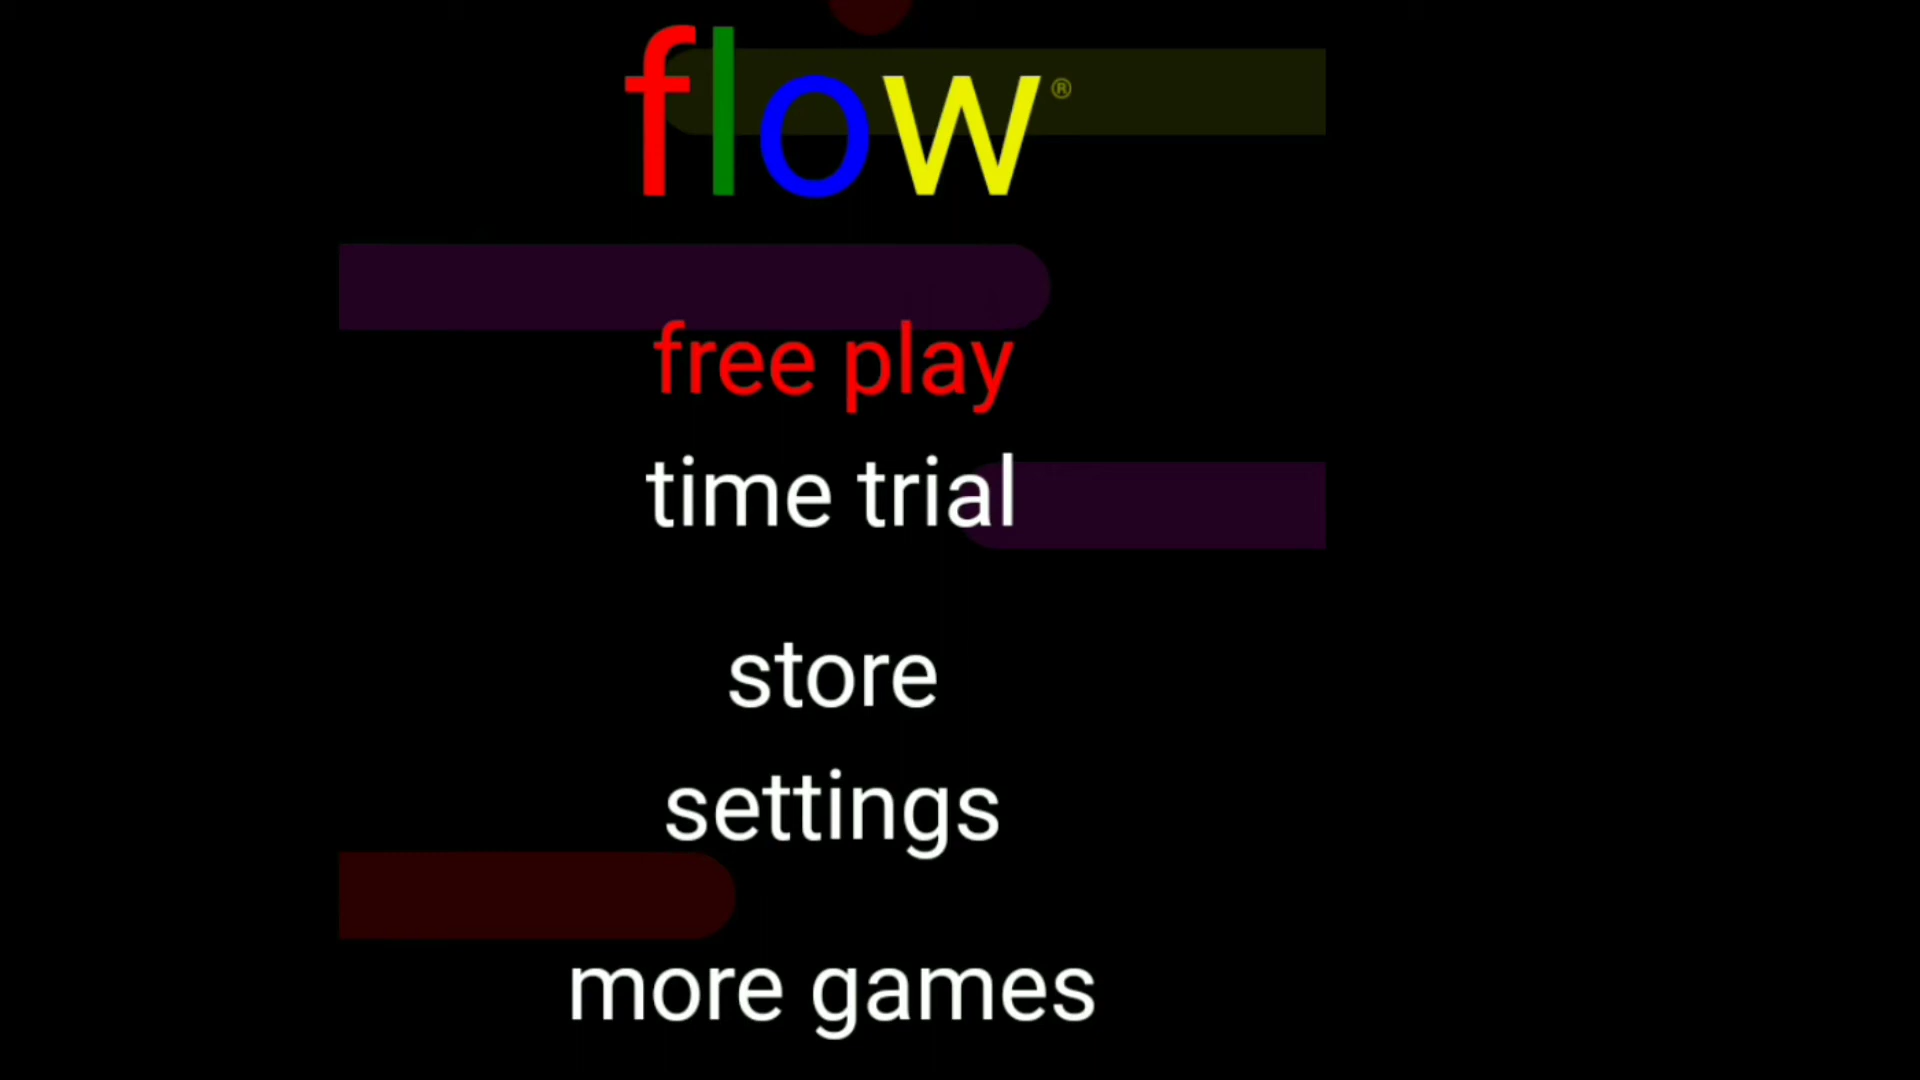 flow®
free play
time trial
store
settings
more games